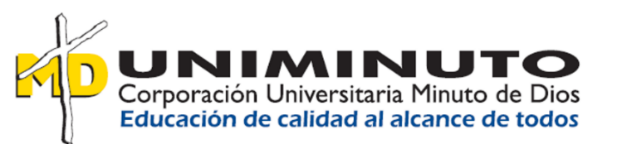 MD UNIMINUTO
Corporación Universitaria Minuto de Dios
Educación de calidad al alcance de todos